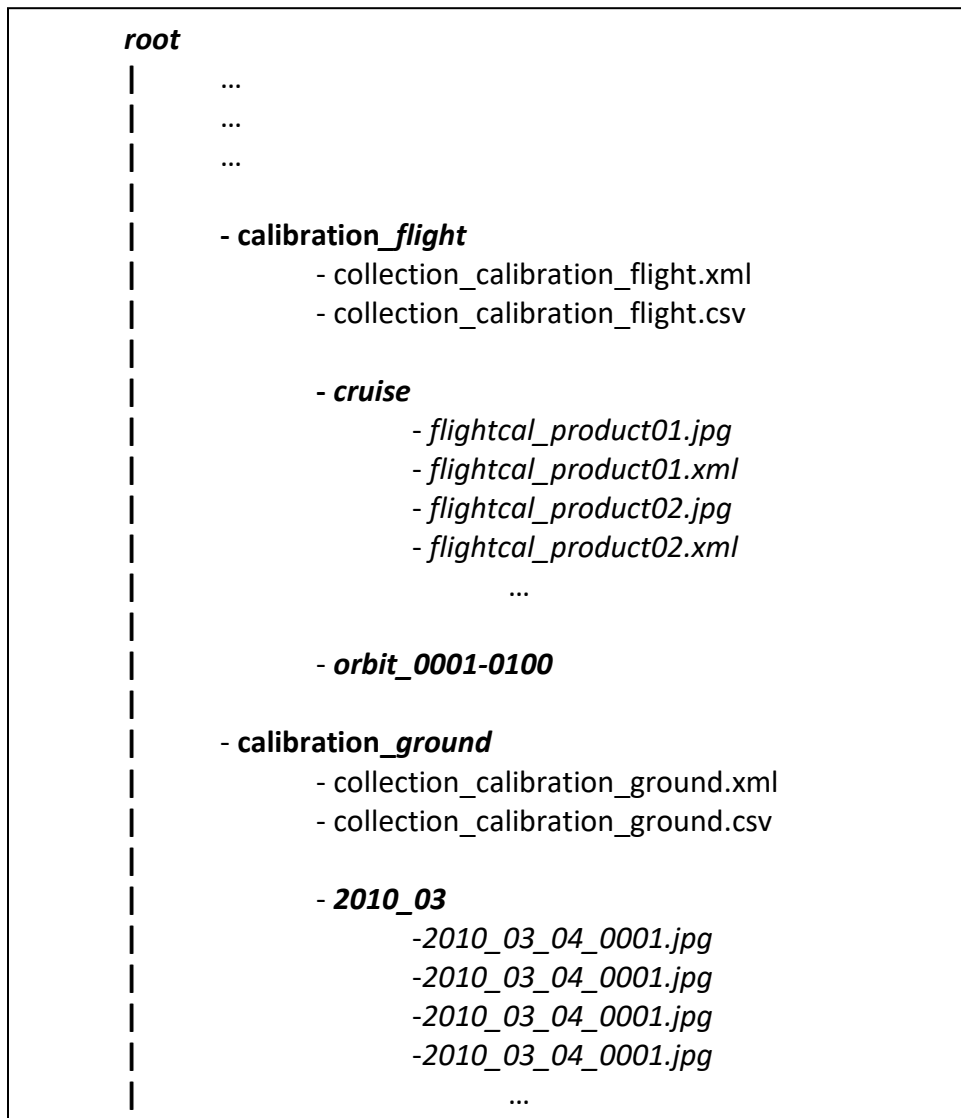 root
| ...
| ...
| ...
|
| - calibration_flight
| - collection_calibration_flight.xml
| - collection_calibration_flight.csv
|
| - cruise
| - flightcal_product01.jpg
| - flightcal_product01.xml
| - flightcal_product02.jpg
| - flightcal_product02.xml
| ...
|
| - orbit_0001-0100
|
| - calibration_ground
| - collection_calibration_ground.xml
| - collection_calibration_ground.csv
|
| - 2010_03
| -2010_03_04_0001.jpg
| -2010_03_04_0001.jpg
| -2010_03_04_0001.jpg
| -2010_03_04_0001.jpg
| ...